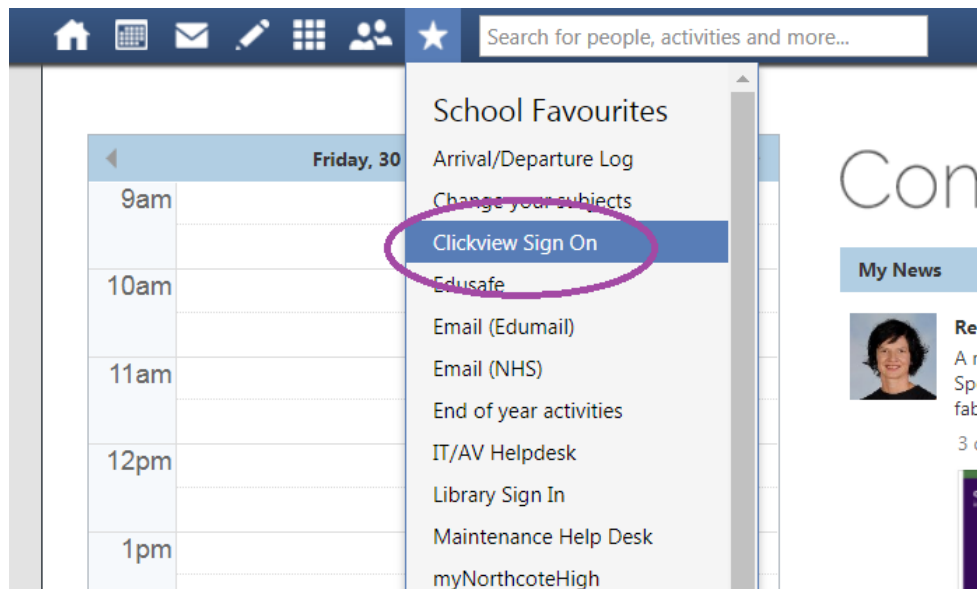 Search for people, activities and more...
School Favourites
Arrival/Departure Log
Change your subjects
Clickview Sign On
Edusafe
Email (Edumail)
Email (NHS)
End of year activities
IT/AV Helpdesk
Library Sign In
Maintenance Help Desk
myNorthcoteHigh
Friday, 30
9am
10am
11am
12pm
1pm
Con
My News
Re
A
Sp
fab
3